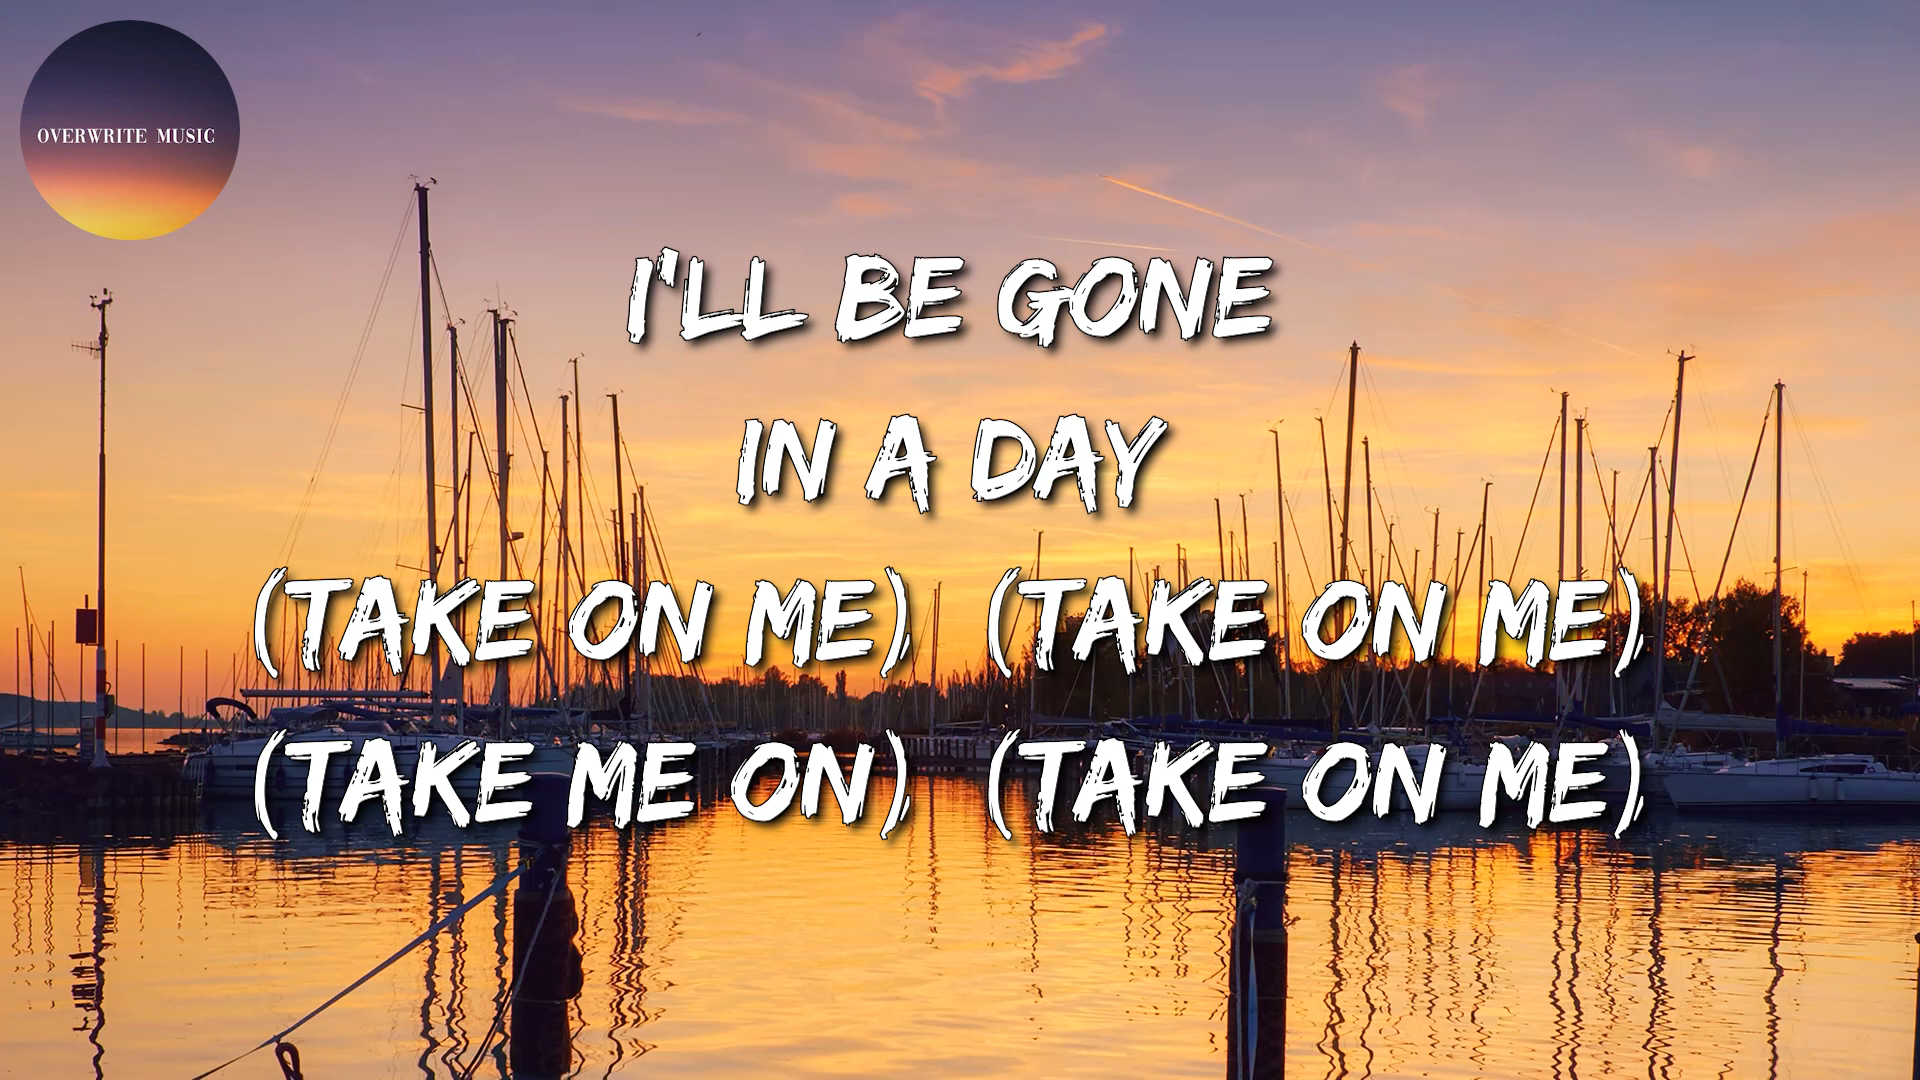 OVERWRITE MUSIC
I'LL BE GONE
IN A DAY
(TAKE ON ME) (TAKE ON ME)
(TAKE ME ON) (TAKE ON ME)